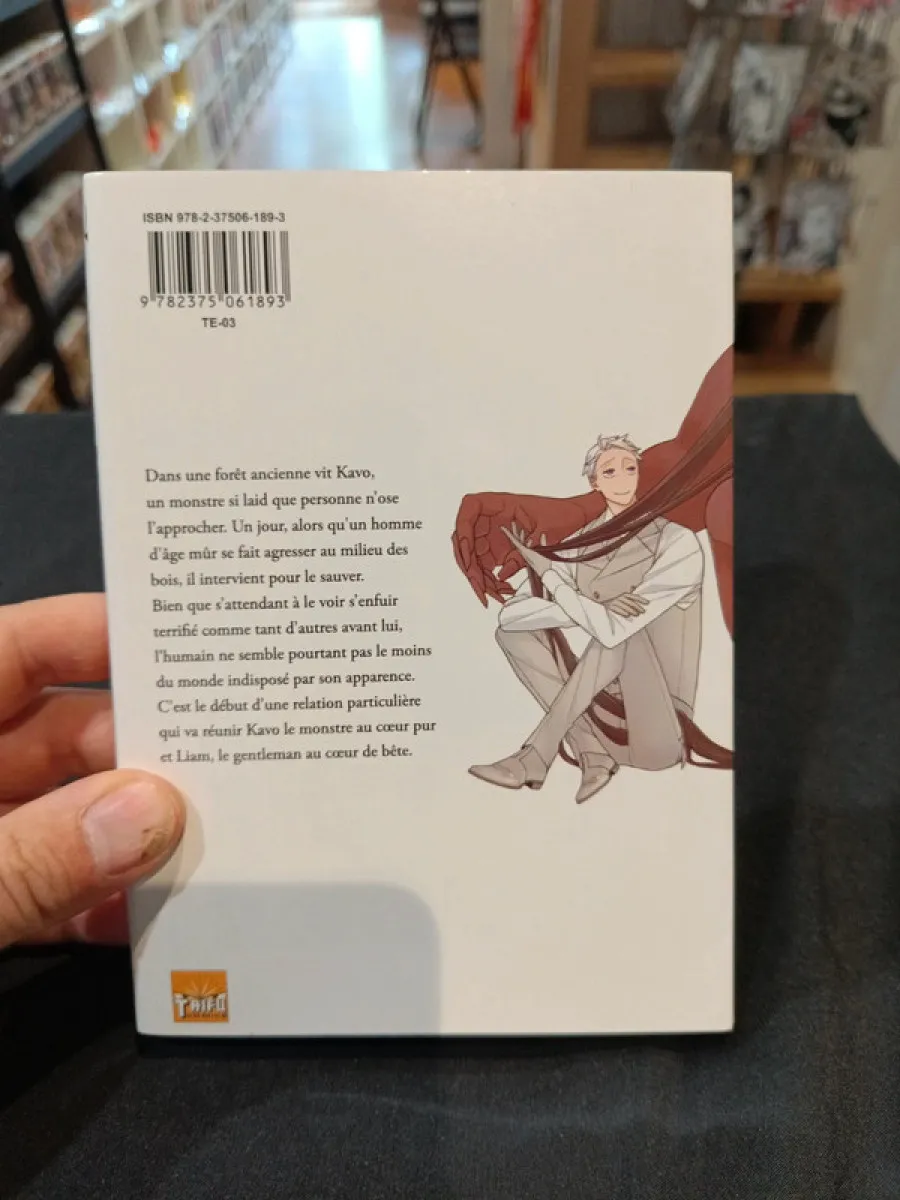 ISBN 978-2-37506-189-3
9 782375 061893
TE-03
Dans une forêt ancienne vit Kavo,
un monstre si laid que personne n'ose
l'approcher. Un jour, alors qu'un homme
d'âge mûr se fait agresser au milieu des
bois, il intervient pour le sauver.
Bien que s'attendant à le voir s'enfuir
terrifié comme tant d'autres avant lui,
l'humain ne semble pourtant pas le moins
du monde indisposé par son apparence.
C'est le début d'une relation particulière
qui va réunir Kavo le monstre au cœur pur
et Liam, le gentleman au cœur de bête.
TAIFU